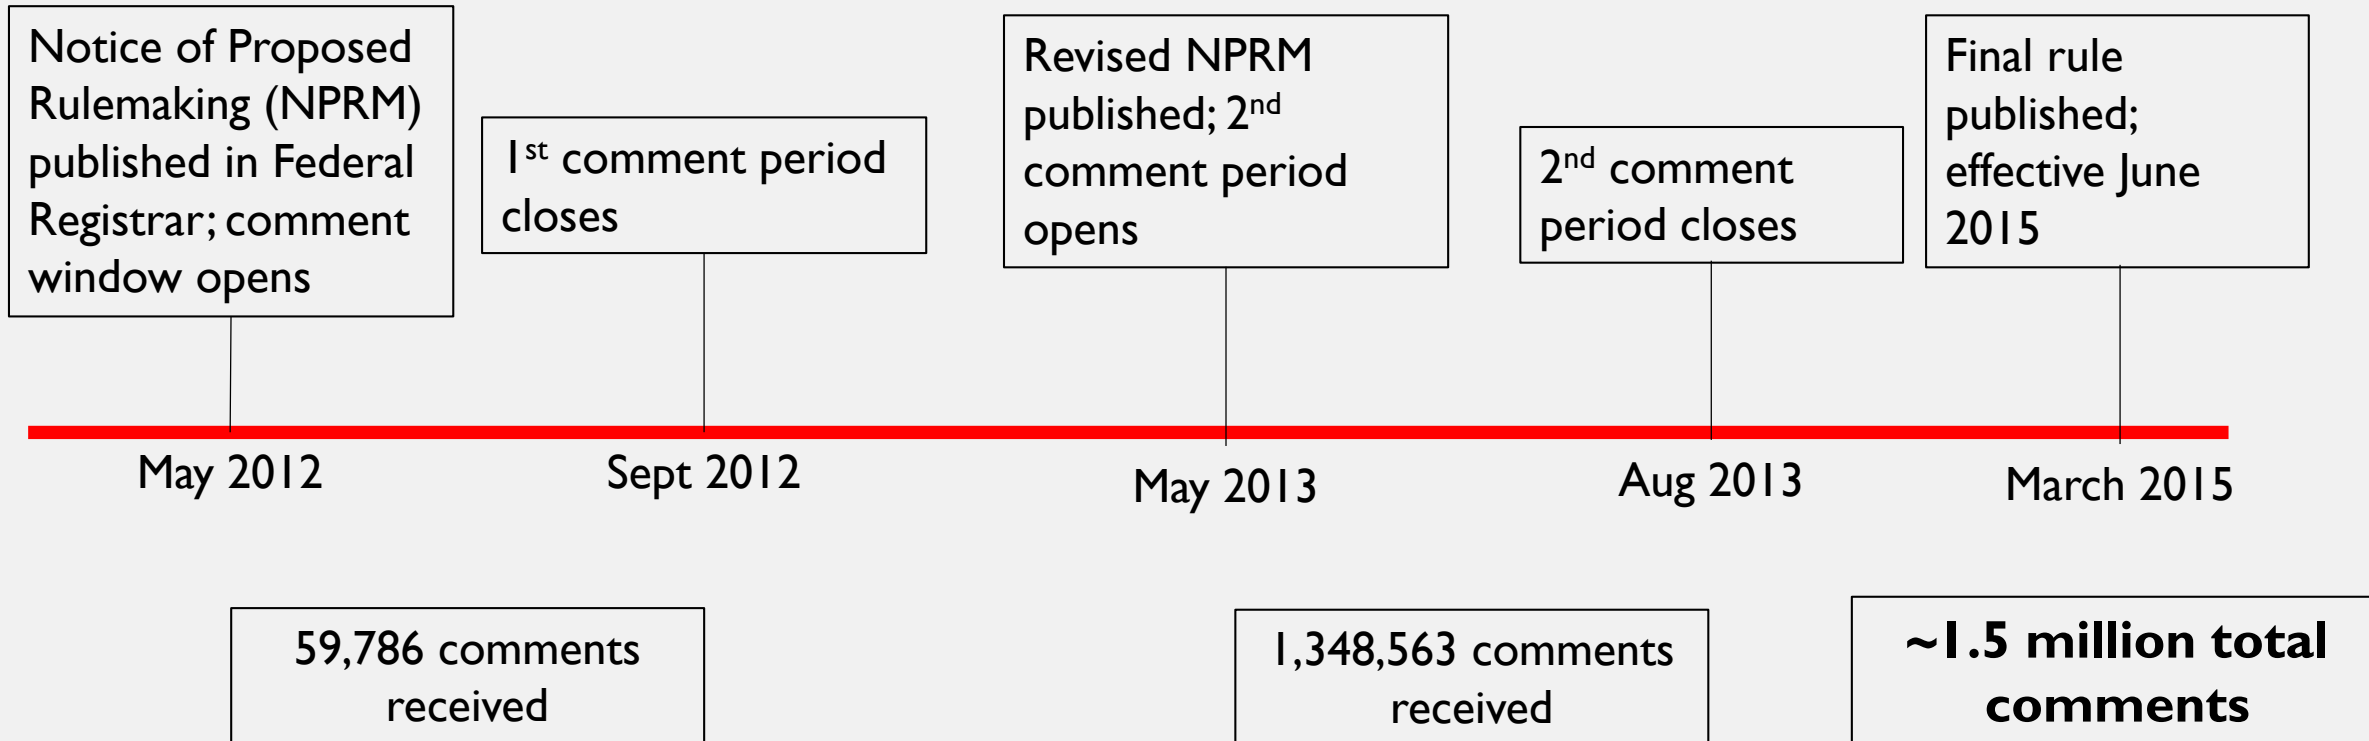 Notice of Proposed
Rulemaking (NPRM)
published in Federal
Registrar; comment
window opens
1st comment period
closes
Revised NPRM
published; 2nd
comment period
opens
2nd comment
period closes
Final rule
published;
effective June
2015
May 2012
Sept 2012
May 2013
Aug 2013
March 2015
59,786 comments
received
1,348,563 comments
received
~1.5 million total
comments